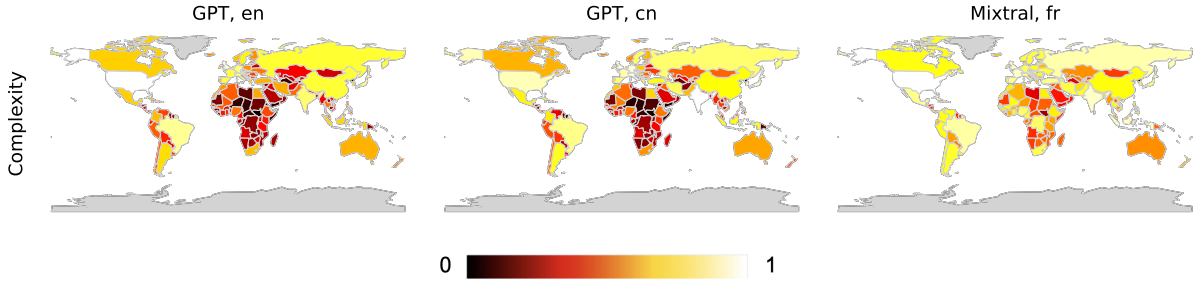 GPT, en
GPT, cn
Mixtral, fr
Complexity
0
1